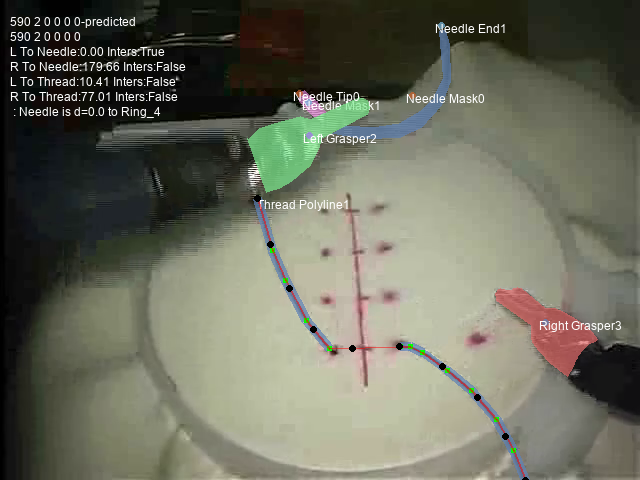 590 2 0 0 0 0-predicted
590 2 0 0 0 0
L To Needle:0.00 Inters:True
R To Needle:179.66 Inters:False
L To Thread:10.41 Inters:False
R To Thread:77.01 Inters:False
: Needle is d=0.0 to Ring_4
Needle End1
Needle Tip0
Needle Mask1
Needle Mask0
Left Grasper2
Thread Polyline1
Right Grasper3